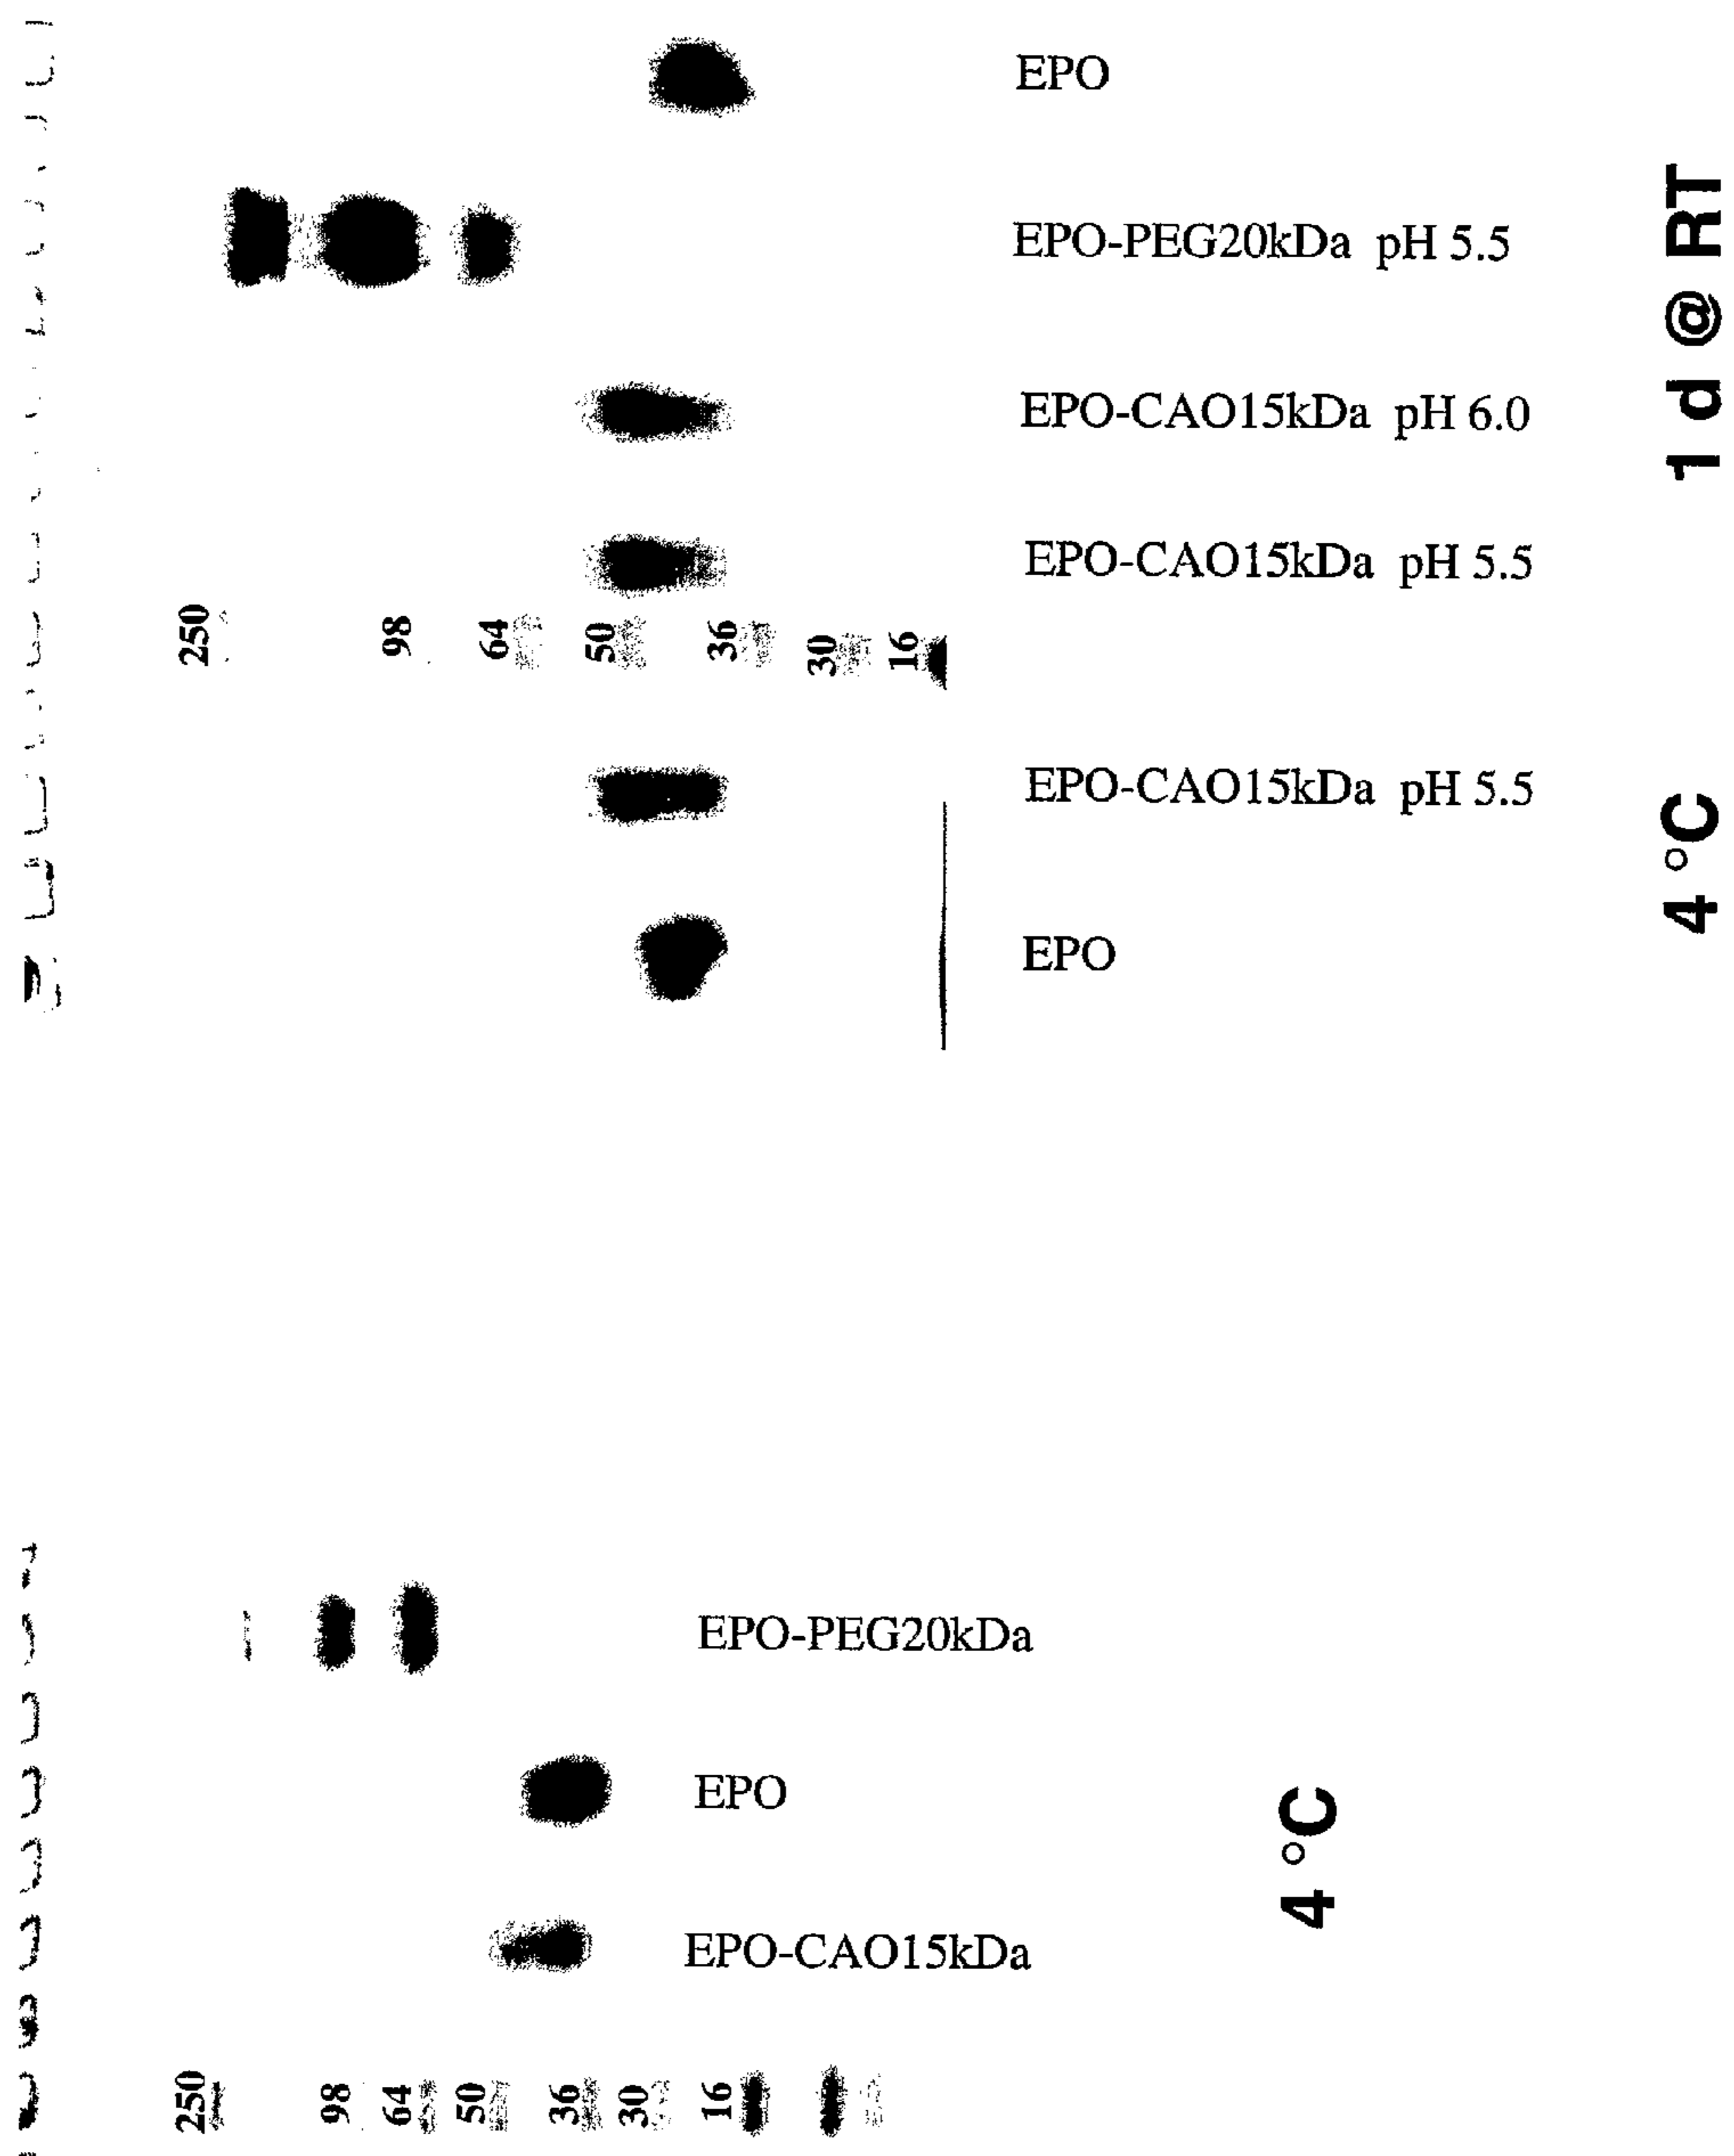 EPO
EPO-PEG20kDa pH 5.5
EPO-CAO15kDa pH 6.0
EPO-CAO15kDa pH 5.5
1 d @ RT
250 98 64 50 36 30 16
EPO-CAO15kDa pH 5.5
EPO
4 °C
EPO-PEG20kDa
EPO
EPO-CAO15kDa
4 °C
250 98 64 50 36 30 16